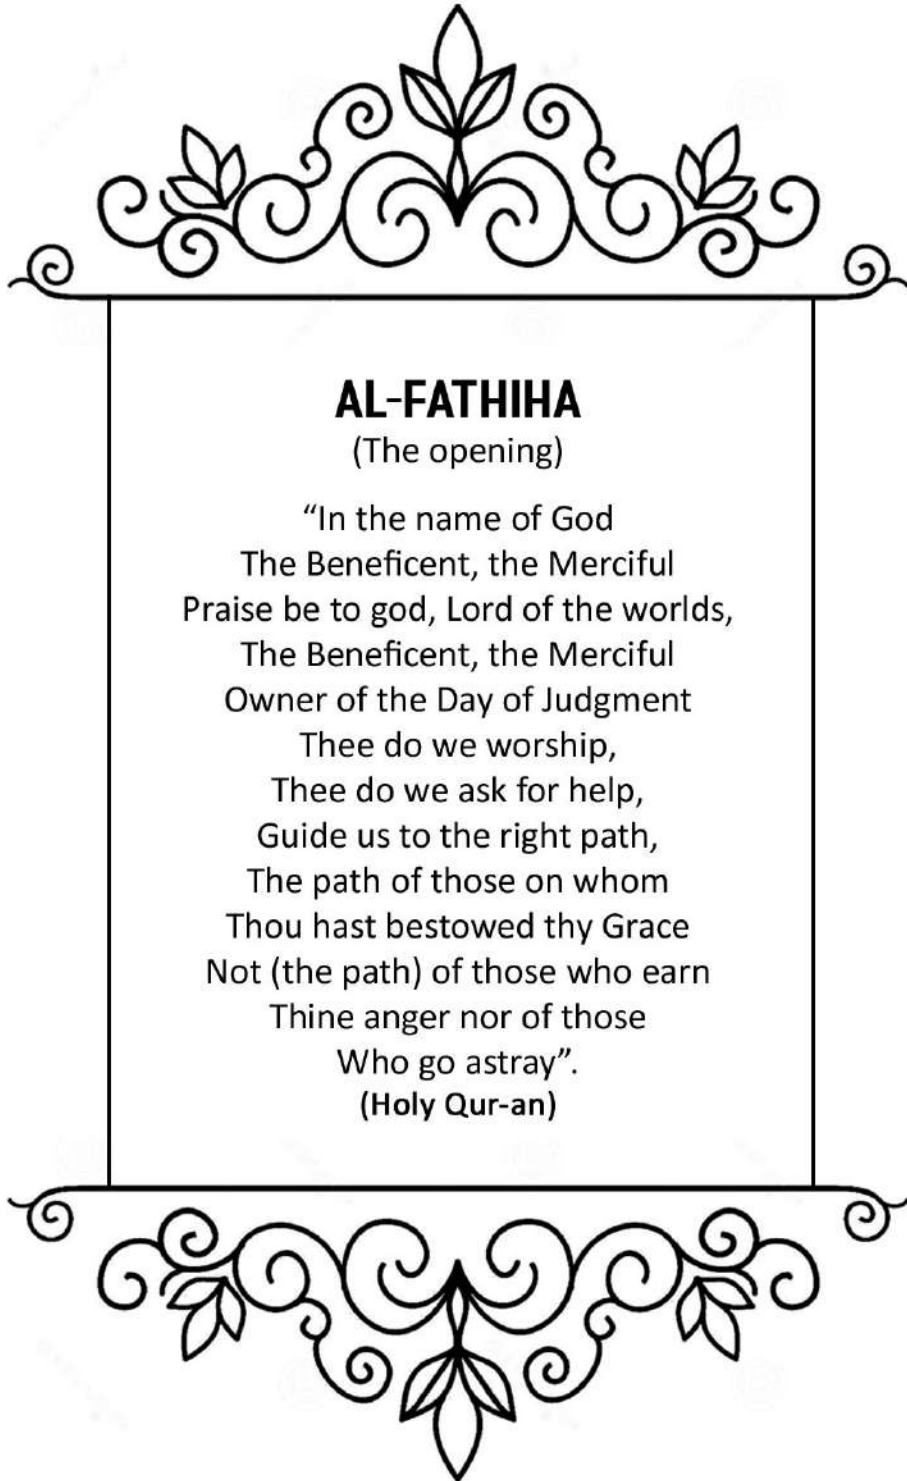 AL-FATHIHA
(The opening)
“In the name of God
The Beneficent, the Merciful
Praise be to god, Lord of the worlds,
The Beneficent, the Merciful
Owner of the Day of Judgment
Thee do we worship,
Thee do we ask for help,
Guide us to the right path,
The path of those on whom
Thou hast bestowed thy Grace
Not (the path) of those who earn
Thine anger nor of those
Who go astray”.
(Holy Qur-an)